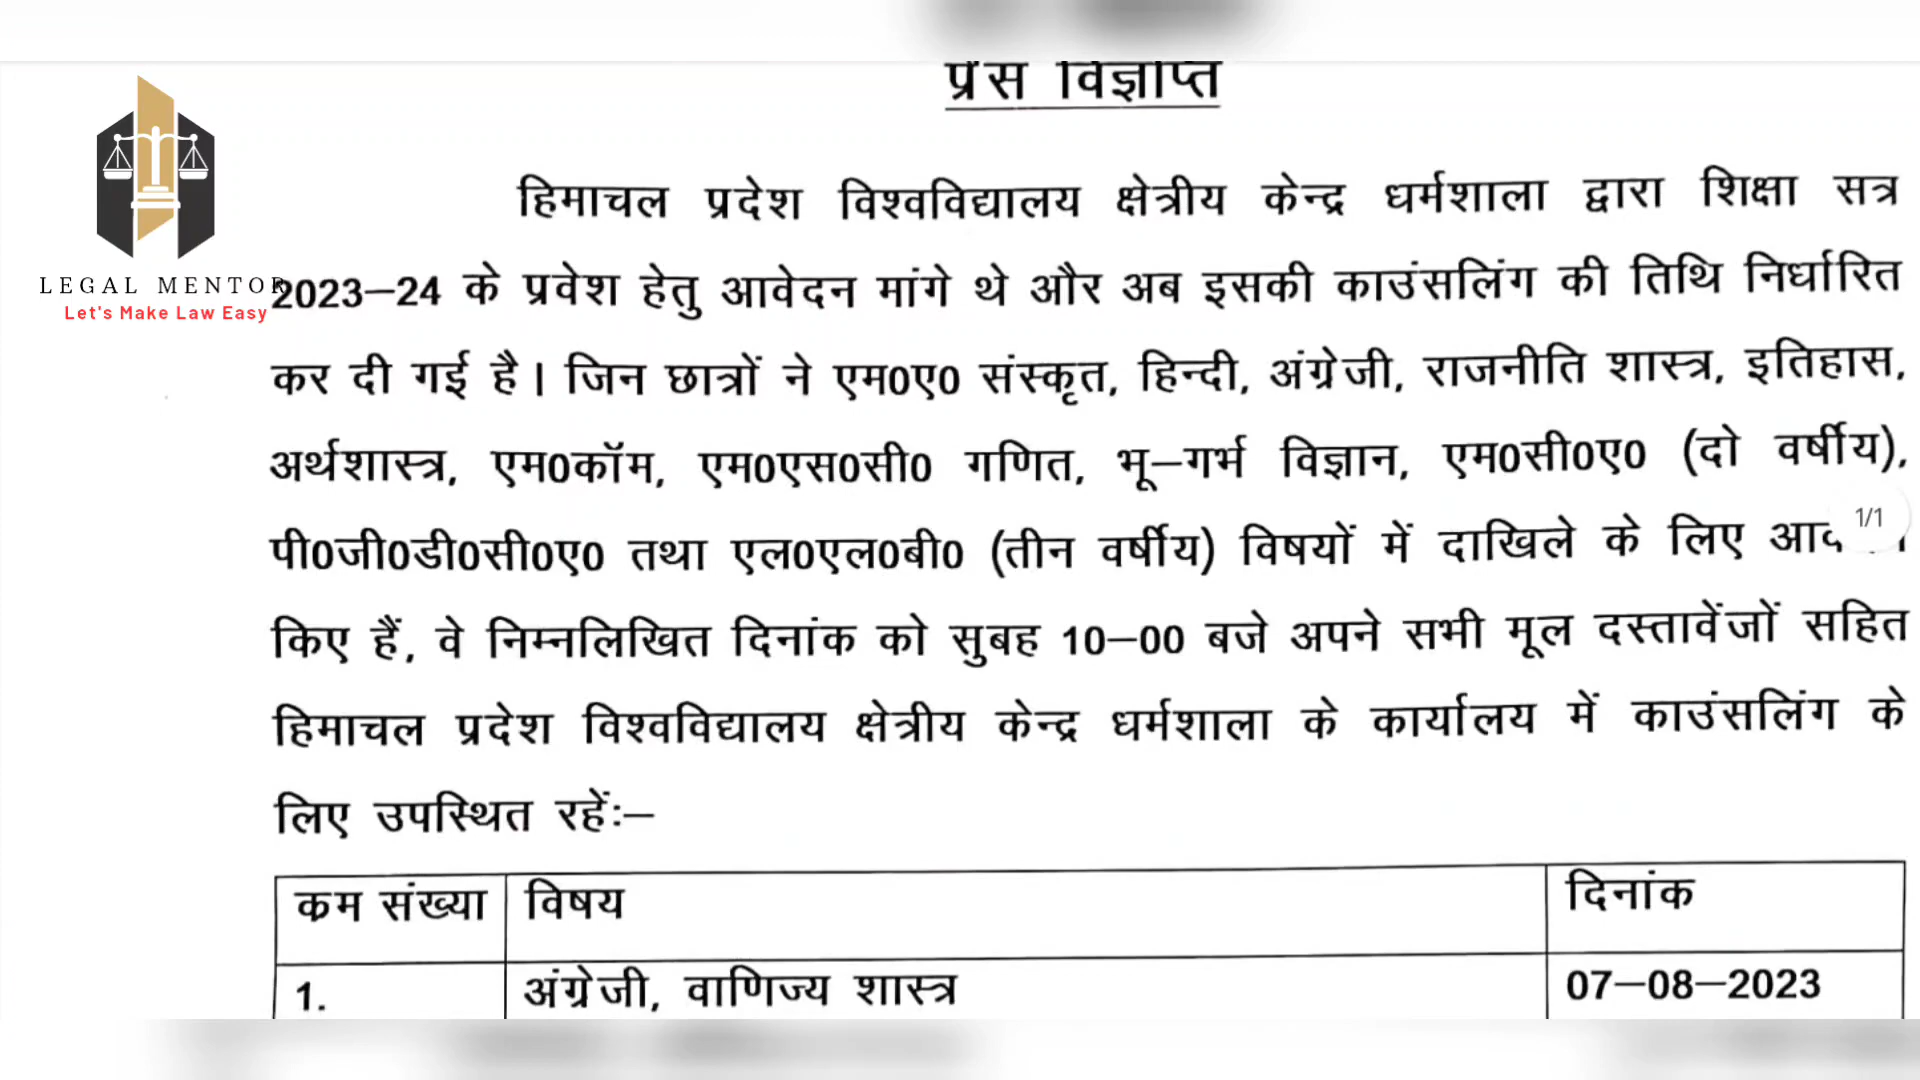 प्रेस विज्ञप्ति
LEGAL MENTOR
Let's Make Law Easy
हिमाचल प्रदेश विश्वविद्यालय क्षेत्रीय केन्द्र धर्मशाला द्वारा शिक्षा सत्र
2023–24 के प्रवेश हेतु आवेदन मांगे थे और अब इसकी काउंसलिंग की तिथि निर्धारित
कर दी गई है। जिन छात्रों ने एम0ए0 संस्कृत, हिन्दी, अंग्रेजी, राजनीति शास्त्र, इतिहास,
अर्थशास्त्र, एम0कॉम, एम0एस0सी0 गणित, भू–गर्भ विज्ञान, एम0सी0ए0 (दो वर्षीय),
पी0जी0डी0सी0ए0 तथा एल0एल0बी0 (तीन वर्षीय) विषयों में दाखिले के लिए
1/1
किए हैं, वे निम्नलिखित दिनांक को सुबह 10–00 बजे अपने सभी मूल दस्तावेंजों सहित
हिमाचल प्रदेश विश्वविद्यालय क्षेत्रीय केन्द्र धर्मशाला के कार्यालय में काउंसलिंग के
लिए उपस्थित रहें:–
कम संख्या विषय दिनांक
1. अंग्रेजी, वाणिज्य शास्त्र 07–08–2023